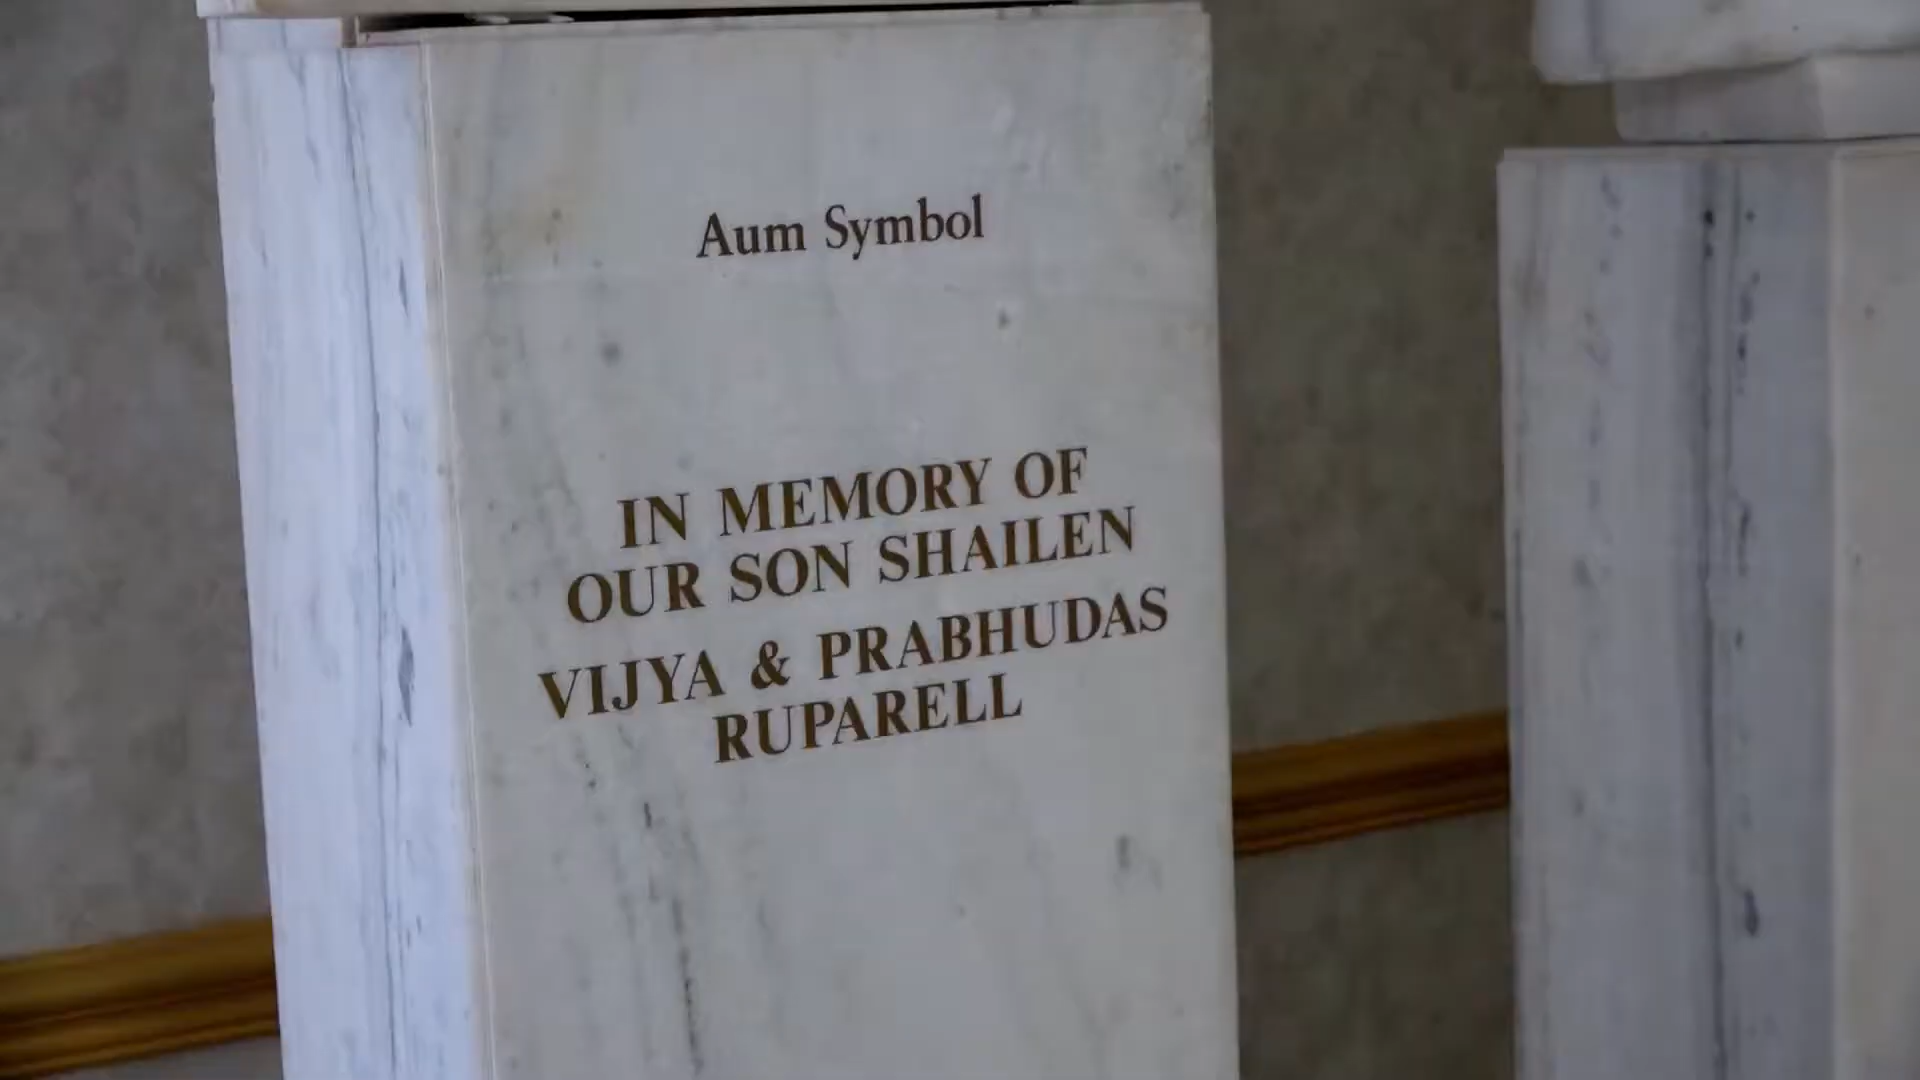 Aum Symbol
IN MEMORY OF
OUR SON SHAILEN
VIJYA & PRABHUDAS
RUPARELL